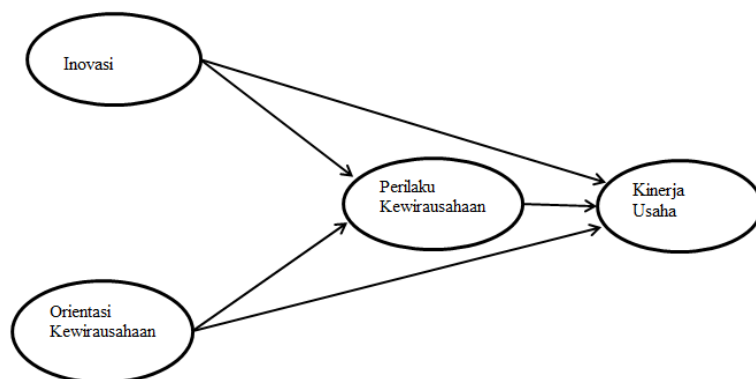 Inovasi
Perilaku
Kewirausahaan
Kinerja
Usaha
Orientasi
Kewirausahaan